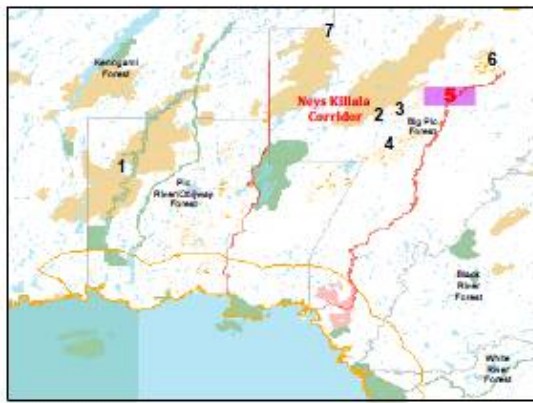 7
Kenogami
Forest
6
Neys Killala
Corridor
5
2
3
Big Pic
Forest
4
1
Pic
River/Ojibway
Forest
Black
River
Forest
White
River
Forest